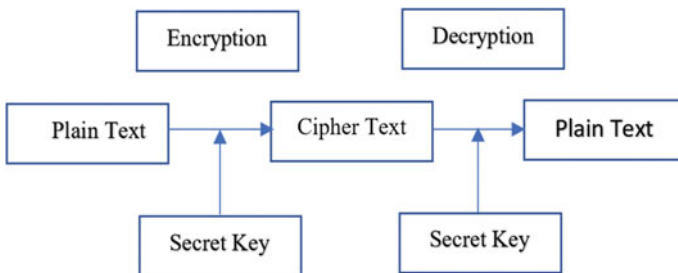 Encryption
Decryption
Plain Text
Cipher Text
Plain Text
Secret Key
Secret Key